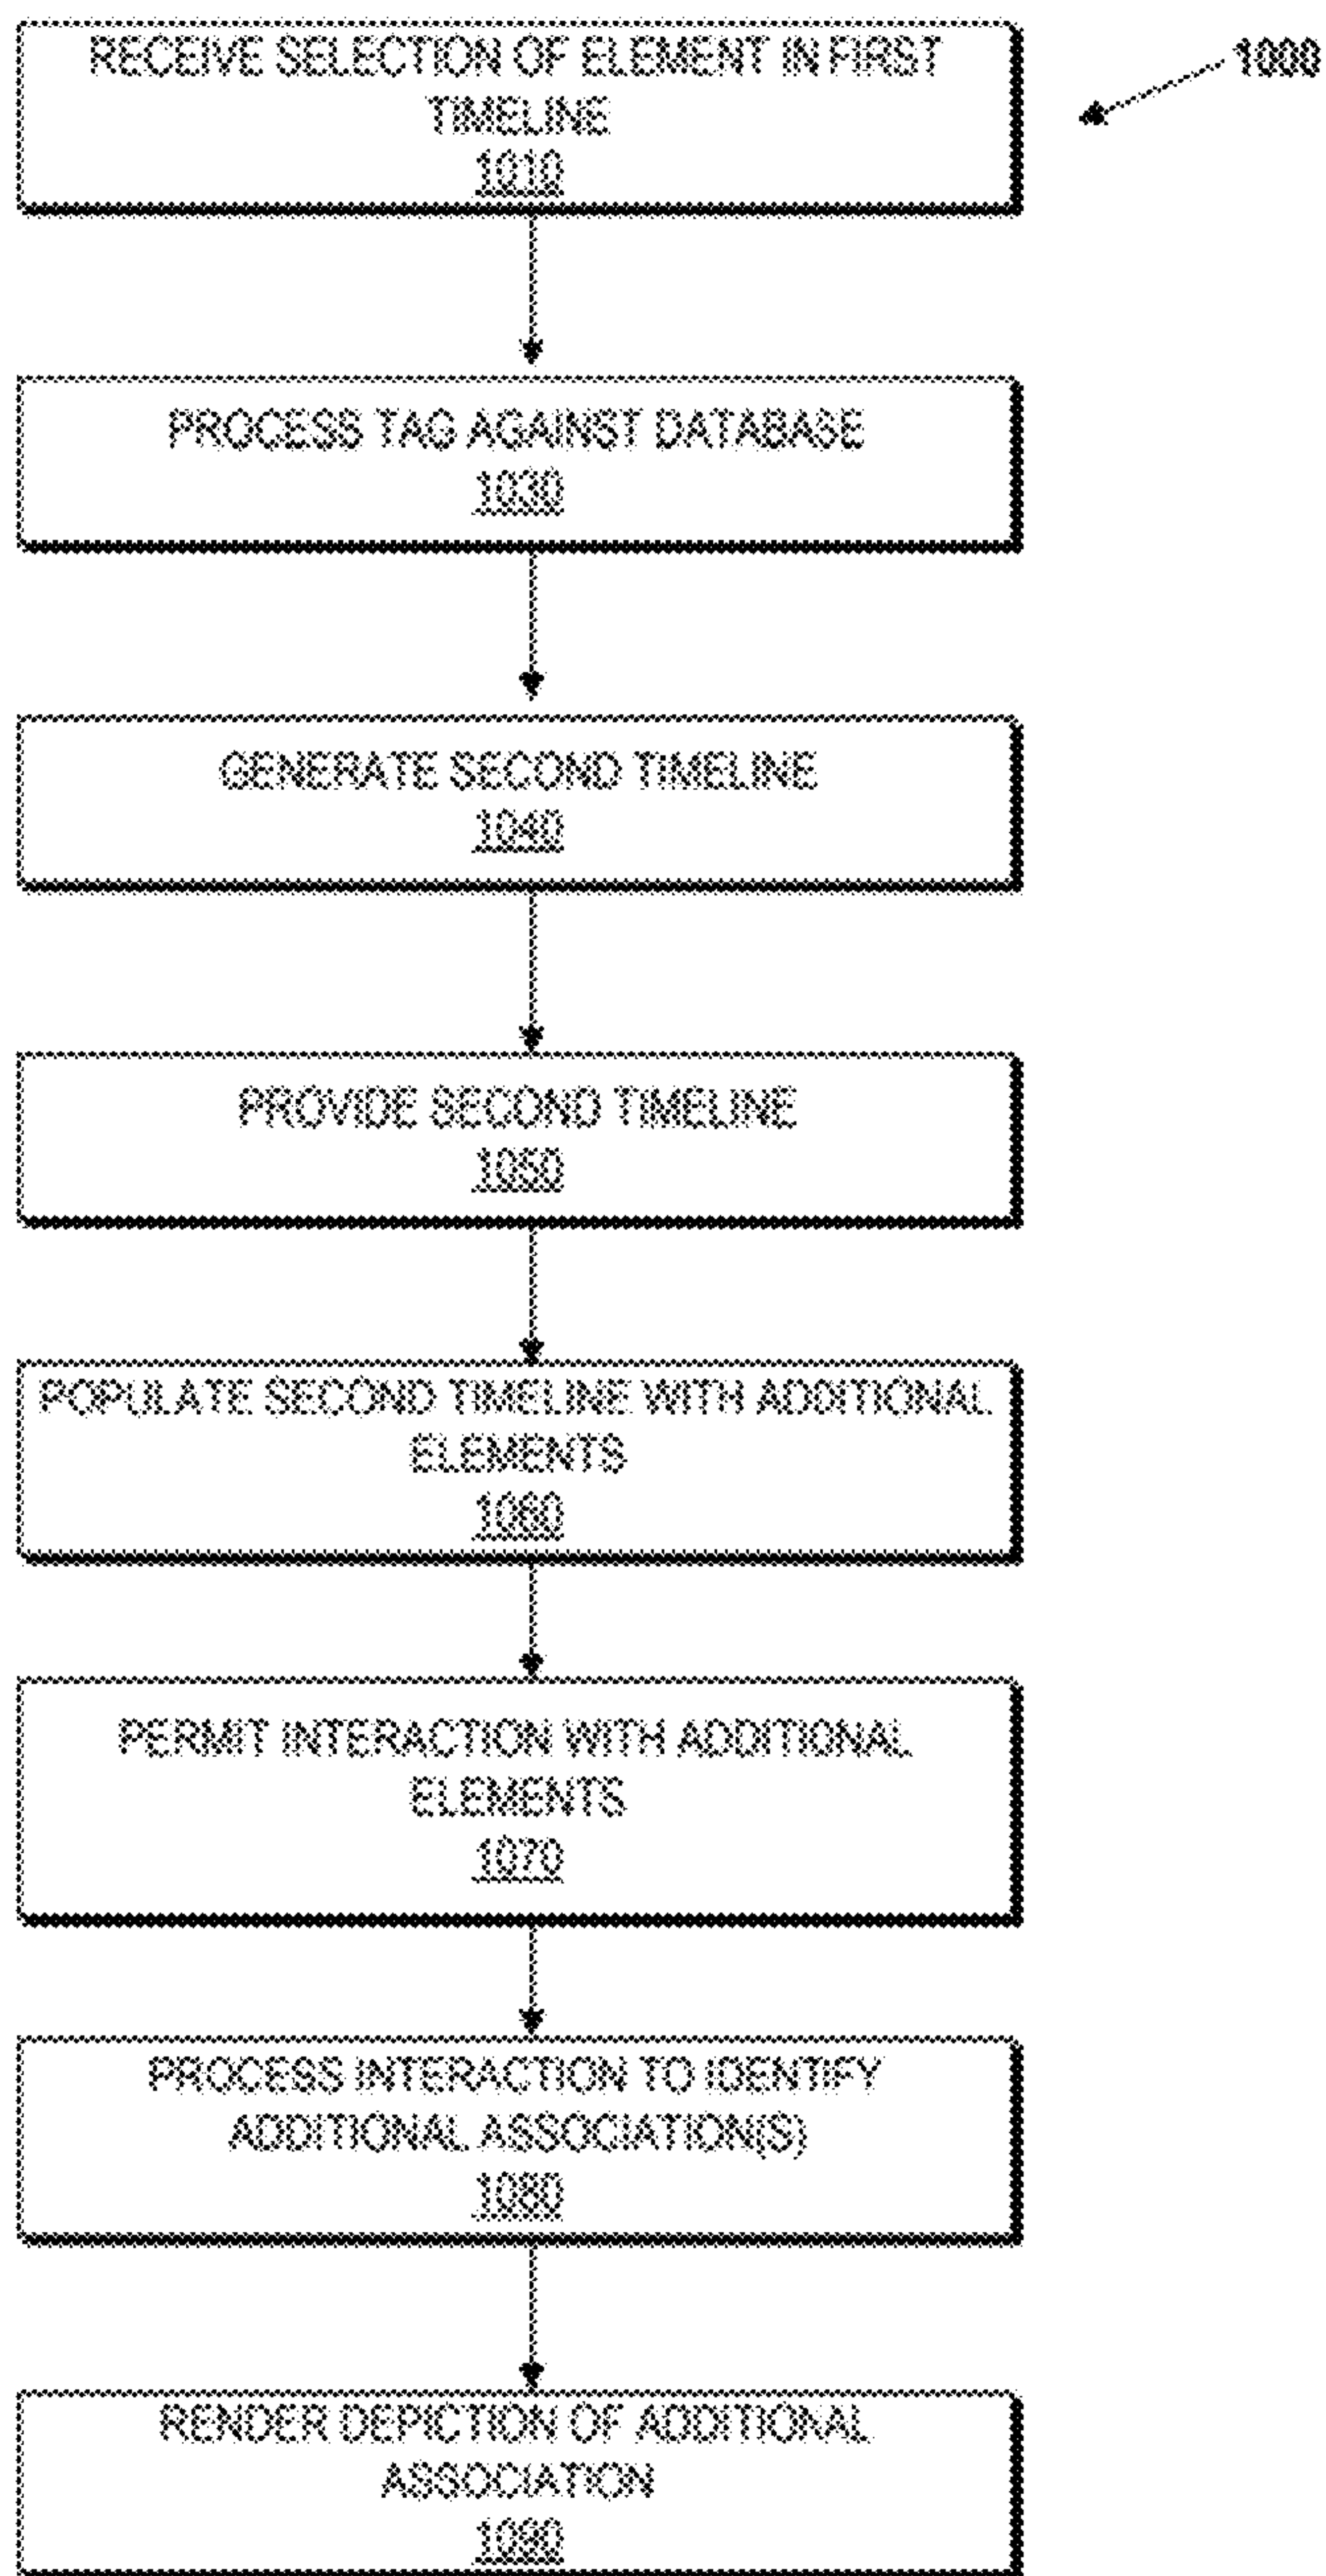 RECEIVE SELECTION OF ELEMENT IN FIRST
TIMELINE
1010
1000
PROCESS TAG AGAINST DATABASE
1030
GENERATE SECOND TIMELINE
1040
PROVIDE SECOND TIMELINE
1050
POPULATE SECOND TIMELINE WITH ADDITIONAL
ELEMENTS
1060
PERMIT INTERACTION WITH ADDITIONAL
ELEMENTS
1070
PROCESS INTERACTION TO IDENTIFY
ADDITIONAL ASSOCIATION(S)
1080
RENDER DEPICTION OF ADDITIONAL
ASSOCIATION
1090